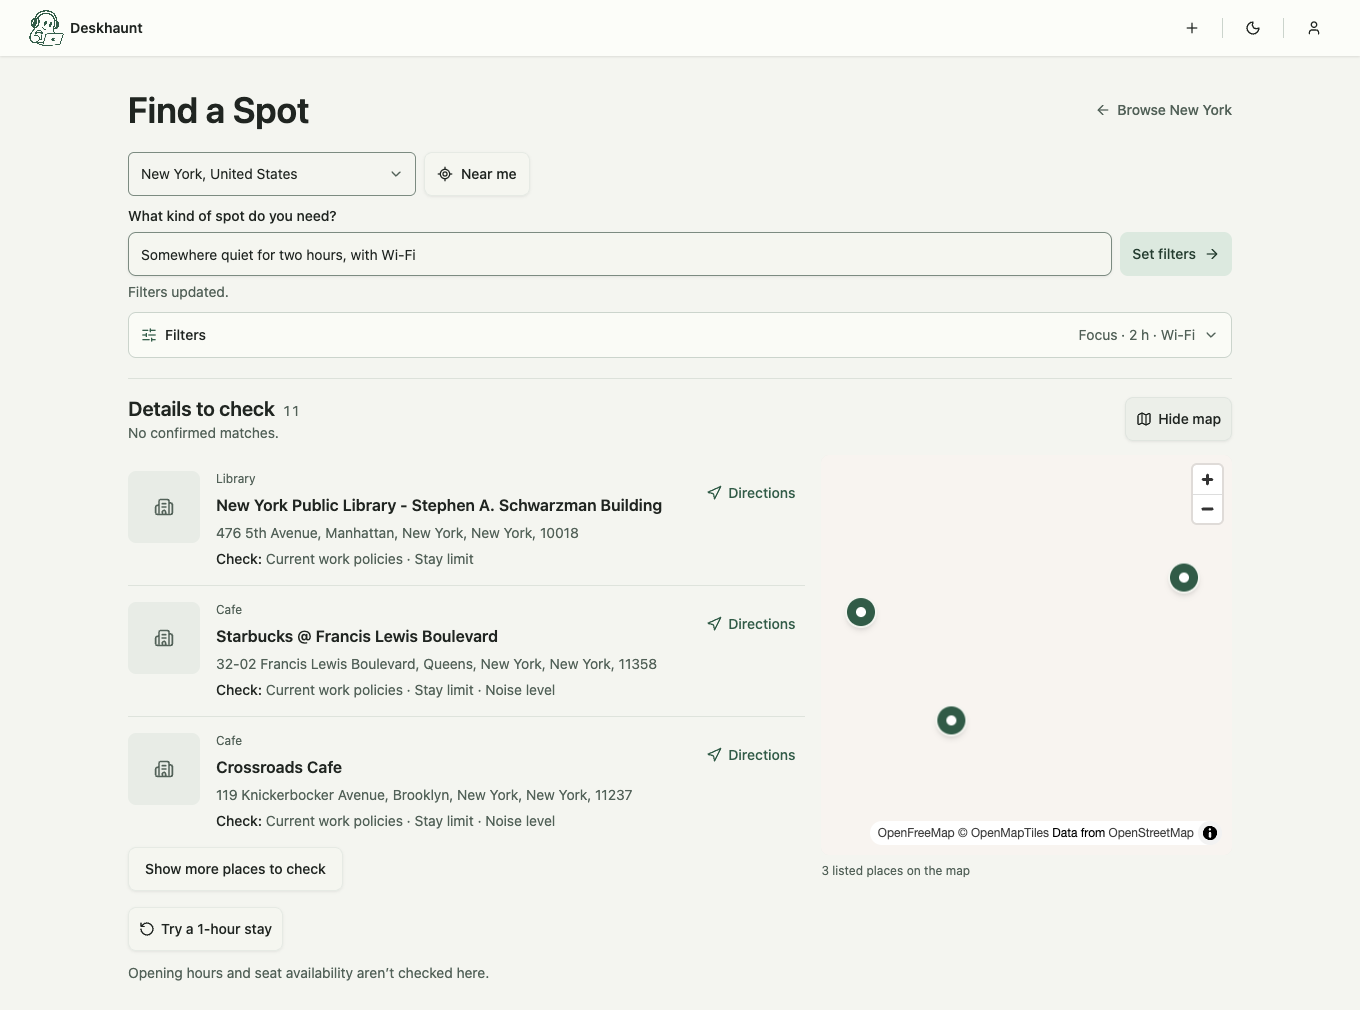 Deskhaunt
Find a Spot
Browse New York
New York, United States
Near me
What kind of spot do you need?
Somewhere quiet for two hours, with Wi-Fi
Set filters
Filters updated.
Filters
Focus · 2 h · Wi-Fi
Details to check 11
No confirmed matches.
Hide map
Library
New York Public Library - Stephen A. Schwarzman Building
476 5th Avenue, Manhattan, New York, New York, 10018
Check: Current work policies · Stay limit
Directions
Cafe
Starbucks @ Francis Lewis Boulevard
32-02 Francis Lewis Boulevard, Queens, New York, New York, 11358
Check: Current work policies · Stay limit · Noise level
Directions
Cafe
Crossroads Cafe
119 Knickerbocker Avenue, Brooklyn, New York, New York, 11237
Check: Current work policies · Stay limit · Noise level
Directions
OpenFreeMap © OpenMapTiles Data from OpenStreetMap
3 listed places on the map
Show more places to check
Try a 1-hour stay
Opening hours and seat availability aren’t checked here.